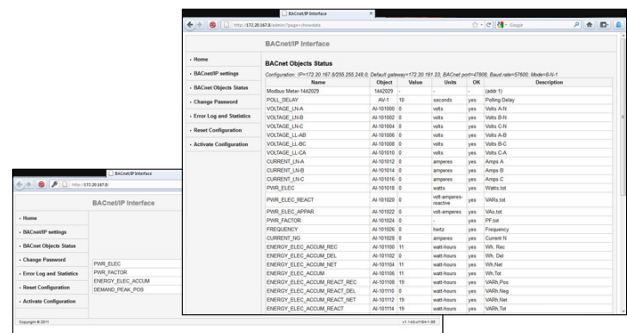 BACnet/IP Interface
http://172.20.167.8/admin/?page=showdata
Google
BACnet/IP Interface
Home
BACnet/IP settings
BACnet Objects Status
Change Password
Error Log and Statistics
Reset Configuration
Activate Configuration
BACnet Objects Status
Configuration: IP=172.20.167.8/255.255.248.0; Default gateway=172.20.161.23; BACnet port=47808; Baud rate=57600; Mode=8-N-1
Name Object Value Units OK Description
Modbus Meter-1442029 1442029 - - - (addr:1)
POLL_DELAY AV-1 10 seconds yes Polling Delay
VOLTAGE_LN-A AI-101000 0 volts yes Volts A-N
VOLTAGE_LN-B AI-101002 0 volts yes Volts B-N
VOLTAGE_LN-C AI-101004 0 volts yes Volts C-N
VOLTAGE_LL-AB AI-101006 0 volts yes Volts A-B
VOLTAGE_LL-BC AI-101008 0 volts yes Volts B-C
VOLTAGE_LL-CA AI-101010 0 volts yes Volts C-A
CURRENT_LN-A AI-101012 0 amperes yes Amps A
CURRENT_LN-B AI-101014 0 amperes yes Amps B
CURRENT_LN-C AI-101016 0 amperes yes Amps C
PWR_ELEC AI-101018 0 watts yes Watts,tot
PWR_ELEC_REACT AI-101020 0 volt-amperes-reactive yes VARs,tot
PWR_ELEC_APPAR AI-101022 0 volt-amperes yes VAs,tot
PWR_FACTOR AI-101024 0 - yes PF,tot
FREQUENCY AI-101026 0 hertz yes Frequency
CURRENT_NG AI-101028 0 amperes yes Current N
ENERGY_ELEC_ACCUM_REC AI-101100 11 watt-hours yes Wh, Rec
ENERGY_ELEC_ACCUM_DEL AI-101102 0 watt-hours yes Wh, Del
ENERGY_ELEC_ACCUM_NET AI-101104 11 watt-hours yes Wh,Net
ENERGY_ELEC_ACCUM AI-101106 11 watt-hours yes Wh,Tot
ENERGY_ELEC_ACCUM_REACT_REC AI-101108 19 watt-hours yes VARh,Pos
ENERGY_ELEC_ACCUM_REACT_DEL AI-101110 0 watt-hours yes VARh,Neg
ENERGY_ELEC_ACCUM_REACT_NET AI-101112 19 watt-hours yes VARh,Net
ENERGY_ELEC_ACCUM_REACT AI-101114 19 watt-hours yes VARh,Tot
BACnet/IP Interface
http://172.20.167.8/
BACnet/IP Interface
Home
BACnet/IP settings
BACnet Objects Status
Change Password
Error Log and Statistics
Reset Configuration
Activate Configuration
PWR_ELEC
PWR_FACTOR
ENERGY_ELEC_ACCUM
DEMAND_PEAK_POS
Copyright © 2011